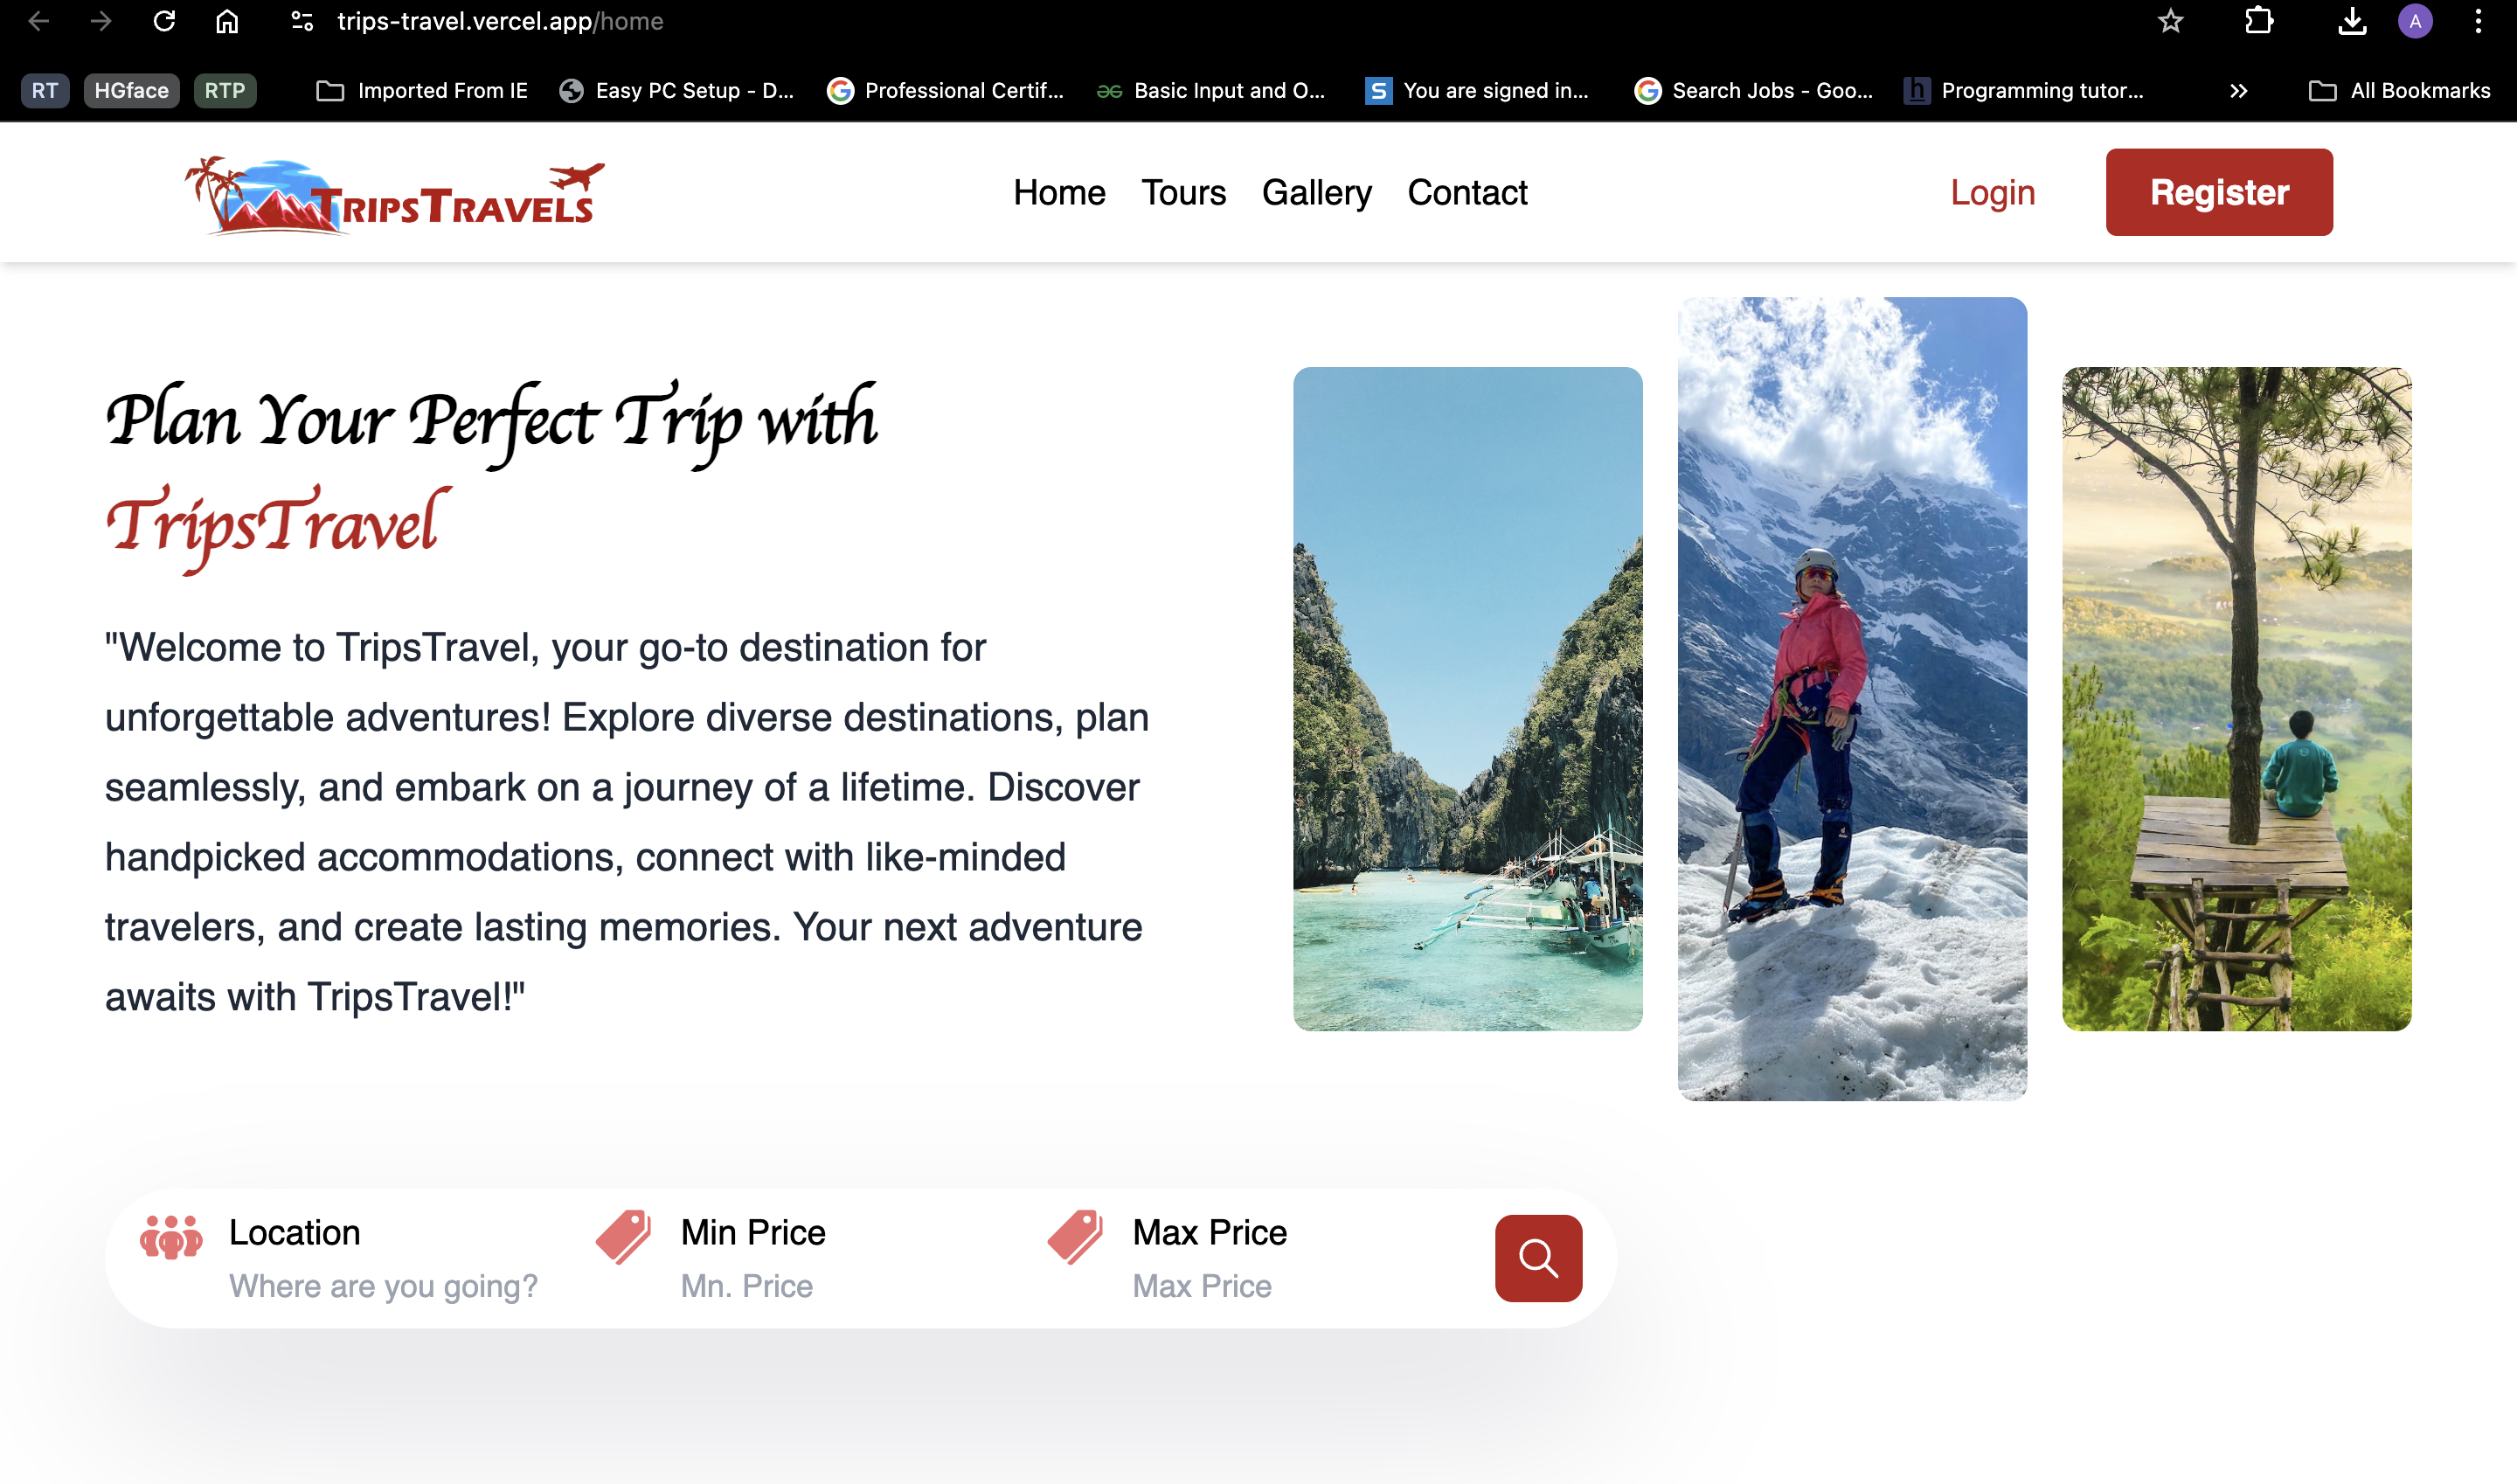 trips-travel.vercel.app/home
A
RT HGface RTP Imported From IE Easy PC Setup - D... Professional Certif... Basic Input and O... You are signed in... Search Jobs - Goo... Programming tutor... All Bookmarks
TRIPSTRAVELS
Home Tours Gallery Contact
Login Register
Plan Your Perfect Trip with
TripsTravel
"Welcome to TripsTravel, your go-to destination for
unforgettable adventures! Explore diverse destinations, plan
seamlessly, and embark on a journey of a lifetime. Discover
handpicked accommodations, connect with like-minded
travelers, and create lasting memories. Your next adventure
awaits with TripsTravel!"
Location Min Price Max Price
Where are you going? Mn. Price Max Price